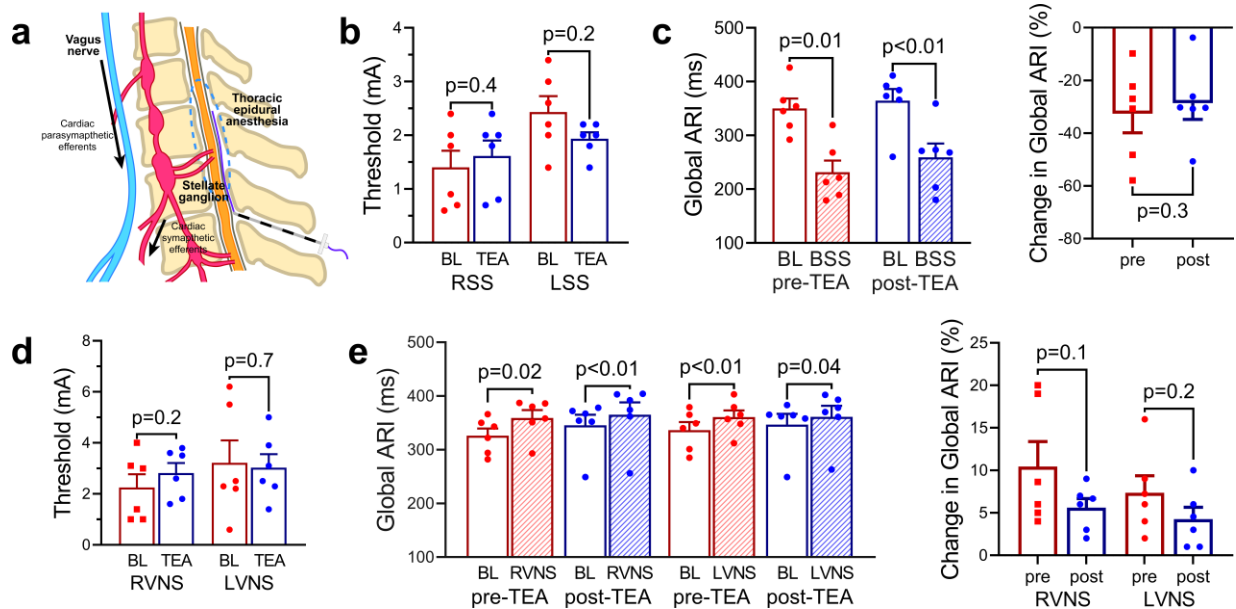 a
Vagus
nerve
Cardiac
parasymapthetic
efferents
Thoracic
epidural
anesthesia
Stellate
ganglion
Cardiac
symapthetic
efferents
b
Threshold (mA)
4
3
2
1
0
p=0.4
p=0.2
BL TEA BL TEA
RSS LSS
c
Global ARI (ms)
500
400
300
200
100
p=0.01
p<0.01
BL BSS BL BSS
pre-TEA post-TEA
Change in Global ARI (%)
0
-20
-40
-60
-80
p=0.3
pre post
d
Threshold (mA)
8
6
4
2
0
p=0.2
p=0.7
BL TEA BL TEA
RVNS LVNS
e
Global ARI (ms)
500
400
300
200
100
p=0.02 p<0.01 p<0.01 p=0.04
BL RVNS BL RVNS BL LVNS BL LVNS
pre-TEA post-TEA pre-TEA post-TEA
Change in Global ARI (%)
25
20
15
10
5
0
p=0.1
p=0.2
pre post pre post
RVNS LVNS